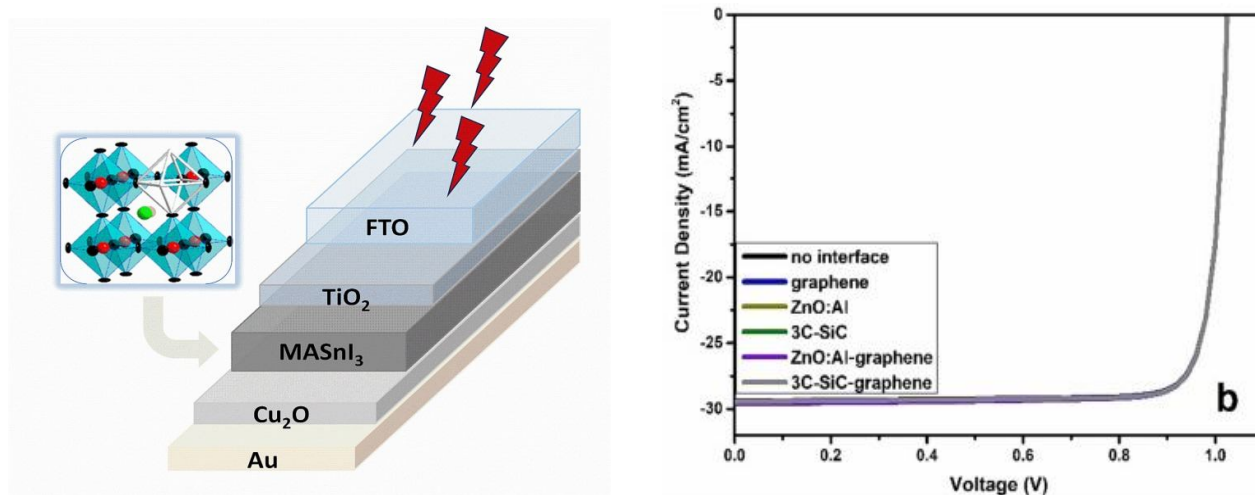 FTO
TiO₂
MASnI₃
Cu₂O
Au
Current Density (mA/cm²)
0
-5
-10
-15
-20
-25
-30
no interface
graphene
ZnO:Al
3C-SiC
ZnO:Al-graphene
3C-SiC-graphene
b
0.0 0.2 0.4 0.6 0.8 1.0
Voltage (V)